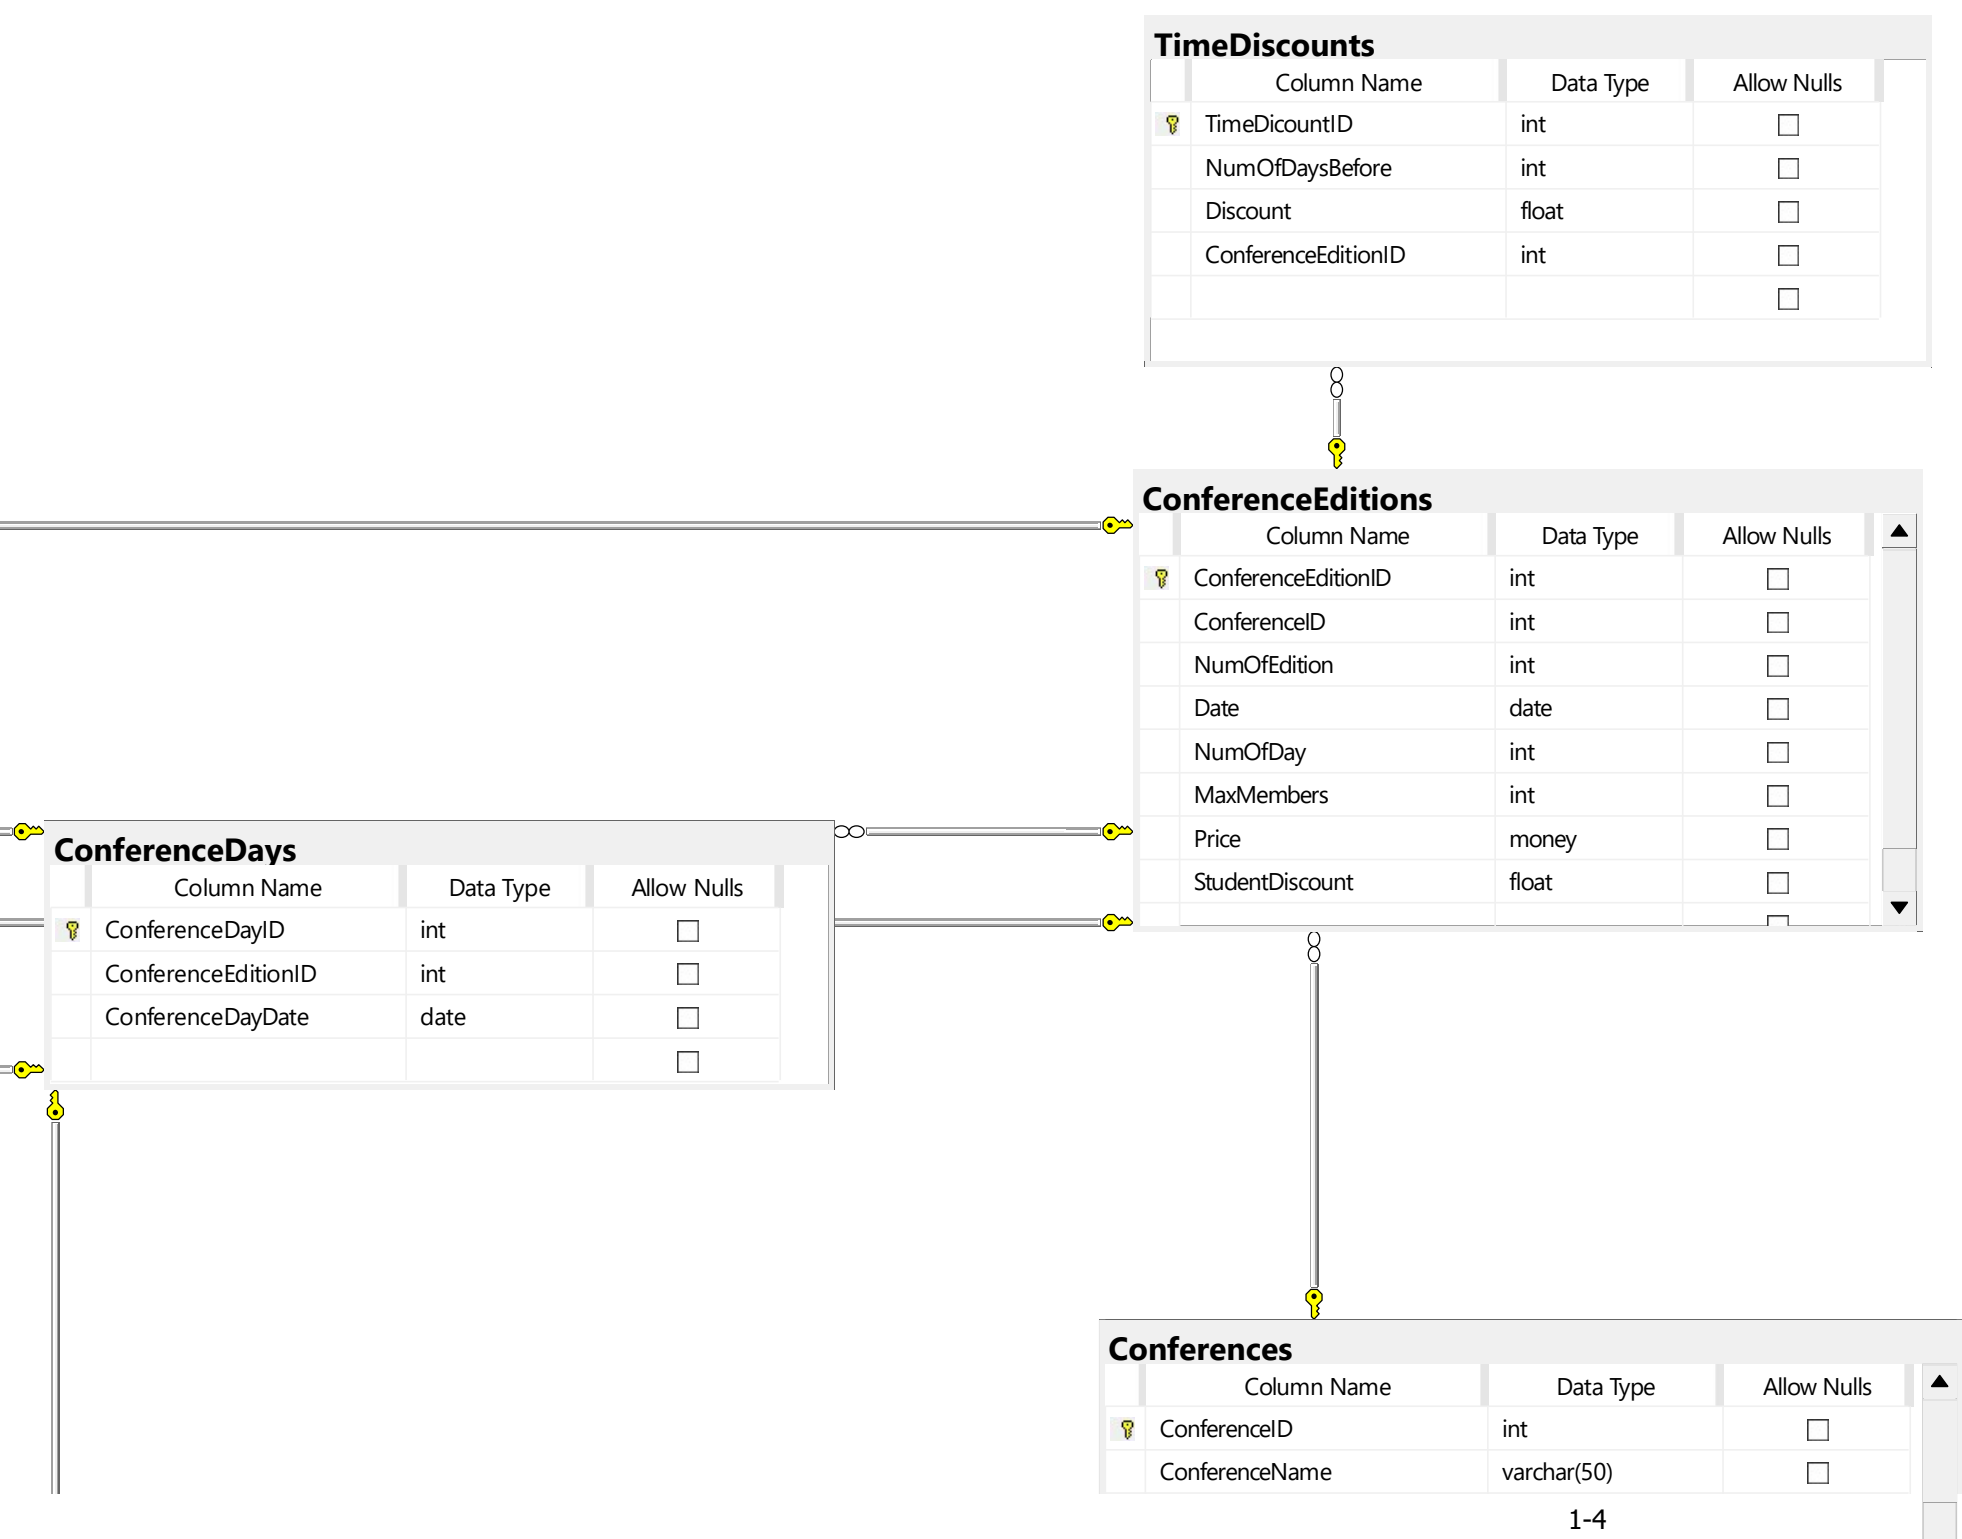 TimeDiscounts
Column Name Data Type Allow Nulls
TimeDicountID int
NumOfDaysBefore int
Discount float
ConferenceEditionID int
ConferenceEditions
Column Name Data Type Allow Nulls
ConferenceEditionID int
ConferenceID int
NumOfEdition int
Date date
NumOfDay int
MaxMembers int
Price money
StudentDiscount float
ConferenceDays
Column Name Data Type Allow Nulls
ConferenceDayID int
ConferenceEditionID int
ConferenceDayDate date
Conferences
Column Name Data Type Allow Nulls
ConferenceID int
ConferenceName varchar(50)
1-4